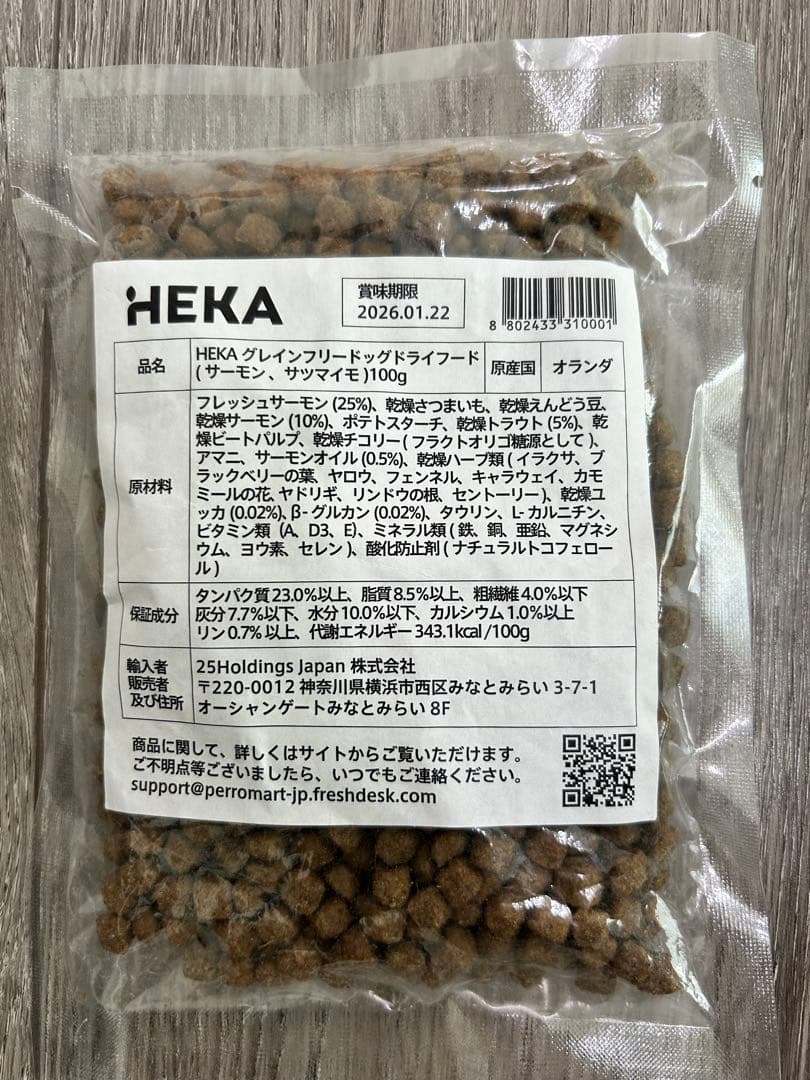 HEKA
賞味期限
2026.01.22
8 802433 310001
品名
HEKA グレインフリードッグドライフード
( サーモン 、 サツマイモ )100g
原産国
オランダ
原材料
フレッシュサーモン (25%)、乾燥さつまいも、乾燥えんどう豆、
乾燥サーモン (10%)、ポテトスターチ、乾燥トラウト (5%)、乾
燥ビートパルプ、乾燥チコリー ( フラクトオリゴ糖源として )、
アマニ、サーモンオイル (0.5%)、乾燥ハーブ類 ( イラクサ、ブ
ラックベリーの葉、ヤロウ、フェンネル、キャラウェイ、カモ
ミールの花、ヤドリギ、リンドウの根、セントーリー )、乾燥ユ
ッカ (0.02%)、β- グルカン (0.02%)、タウリン、L- カルニチン、
ビタミン類（A、D3、E）、ミネラル類 ( 鉄、銅、亜鉛、マグネシ
ウム、ヨウ素、セレン )、酸化防止剤 ( ナチュラルトコフェロー
ル )
保証成分
タンパク質 23.0%以上、脂質 8.5%以上、粗繊維 4.0%以下
灰分 7.7%以下、水分 10.0%以下、カルシウム 1.0%以上
リン 0.7% 以上、代謝エネルギー 343.1kcal /100g
輸入者
販売者
及び住所
25Holdings Japan 株式会社
〒220-0012 神奈川県横浜市西区みなとみらい 3-7-1
オーシャンゲートみなとみらい 8F
商品に関して、詳しくはサイトからご覧いただけます。
ご不明点等ございましたら、いつでもご連絡ください。
support@perromart-jp.freshdesk.com